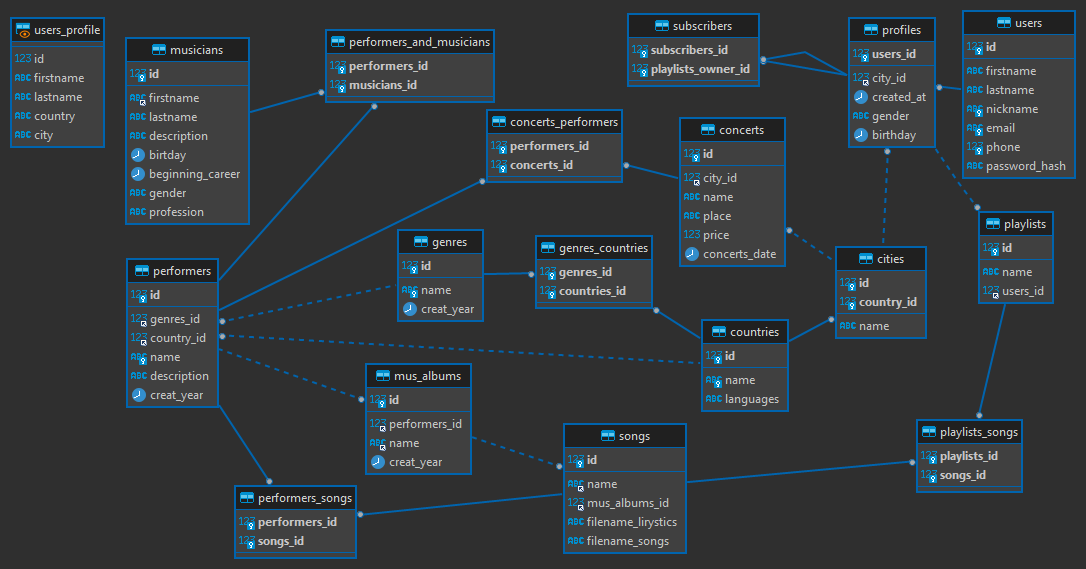 users_profile
123 id
ABC firstname
ABC lastname
ABC country
ABC city
musicians
123 id
ABC firstname
ABC lastname
ABC description
birtday
beginning_career
ABC gender
ABC profession
performers_and_musicians
123 performers_id
123 musicians_id
subscribers
123 subscribers_id
123 playlists_owner_id
profiles
123 users_id
123 city_id
created_at
ABC gender
birthday
users
123 id
ABC firstname
ABC lastname
ABC nickname
ABC email
123 phone
ABC password_hash
concerts_performers
123 performers_id
123 concerts_id
concerts
123 id
123 city_id
ABC name
ABC place
123 price
concerts_date
genres
123 id
ABC name
creat_year
genres_countries
123 genres_id
123 countries_id
playlists
123 id
ABC name
123 users_id
cities
123 id
123 country_id
ABC name
performers
123 id
123 genres_id
123 country_id
ABC name
ABC description
creat_year
countries
123 id
ABC name
ABC languages
mus_albums
123 id
123 performers_id
ABC name
creat_year
songs
123 id
ABC name
123 mus_albums_id
ABC filename_lirystics
ABC filename_songs
playlists_songs
123 playlists_id
123 songs_id
performers_songs
123 performers_id
123 songs_id